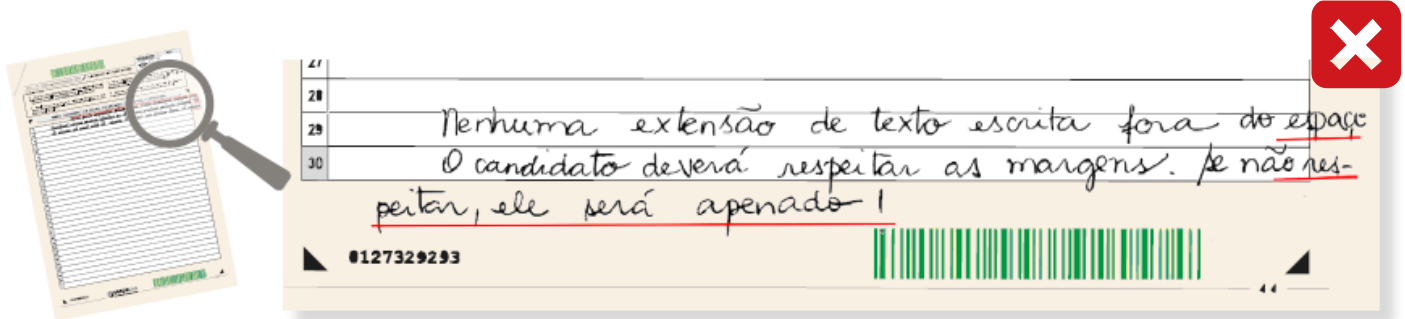 27
28
29 Nenhuma extensão de texto escrita fora do espaço
30 O candidato deverá respeitar as margens. Se não res-
peitar, ele será apenado!
0127329293